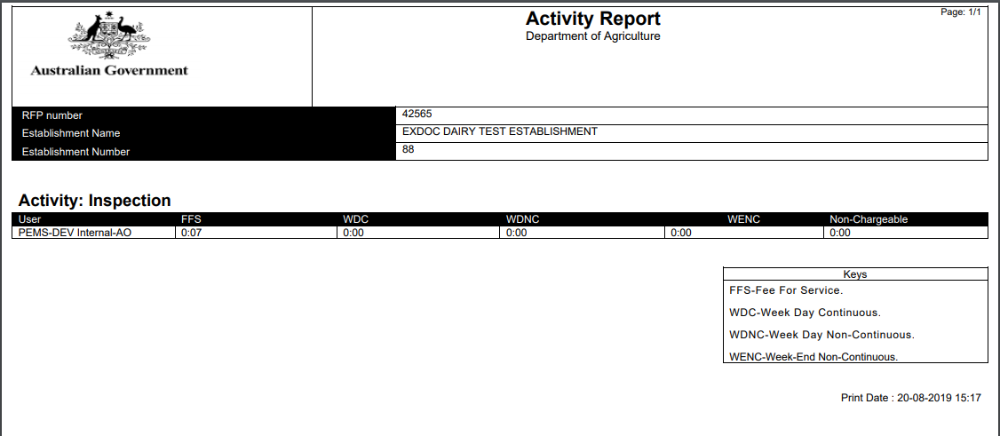 Activity Report
Page: 1/1
Department of Agriculture
Australian Government
RFP number 42565
Establishment Name EXDOC DAIRY TEST ESTABLISHMENT
Establishment Number 88
Activity: Inspection
User FFS WDC WDNC WENC Non-Chargeable
PEMS-DEV Internal-AO 0:07 0:00 0:00 0:00 0:00
Keys
FFS-Fee For Service.
WDC-Week Day Continuous.
WDNC-Week Day Non-Continuous.
WENC-Week-End Non-Continuous.
Print Date : 20-08-2019 15:17